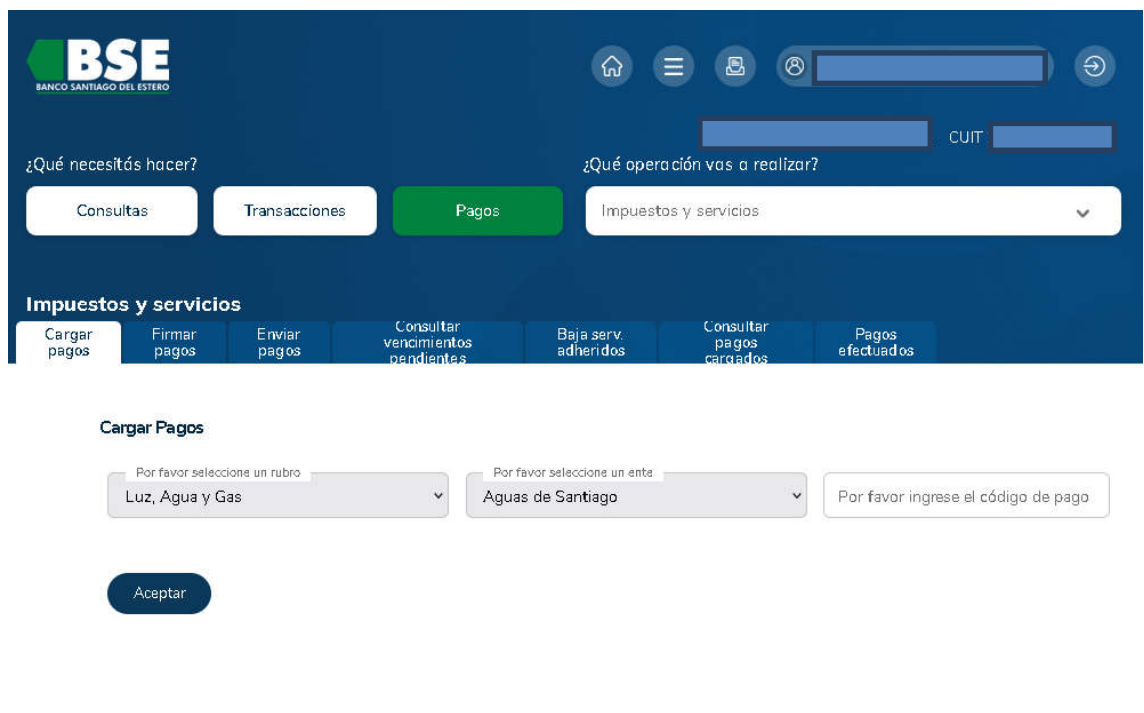 BSE
BANCO SANTIAGO DEL ESTERO
CUIT
¿Qué necesitás hacer?
¿Qué operación vas a realizar?
Consultas
Transacciones
Pagos
Impuestos y servicios
Impuestos y servicios
Cargar
pagos
Firmar
pagos
Enviar
pagos
Consultar
vencimientos
pendientes
Baja serv.
adheridos
Consultar
pagos
cargados
Pagos
efectuados
Cargar Pagos
Por favor seleccione un rubro
Luz, Agua y Gas
Por favor seleccione un ente
Aguas de Santiago
Por favor ingrese el código de pago
Aceptar